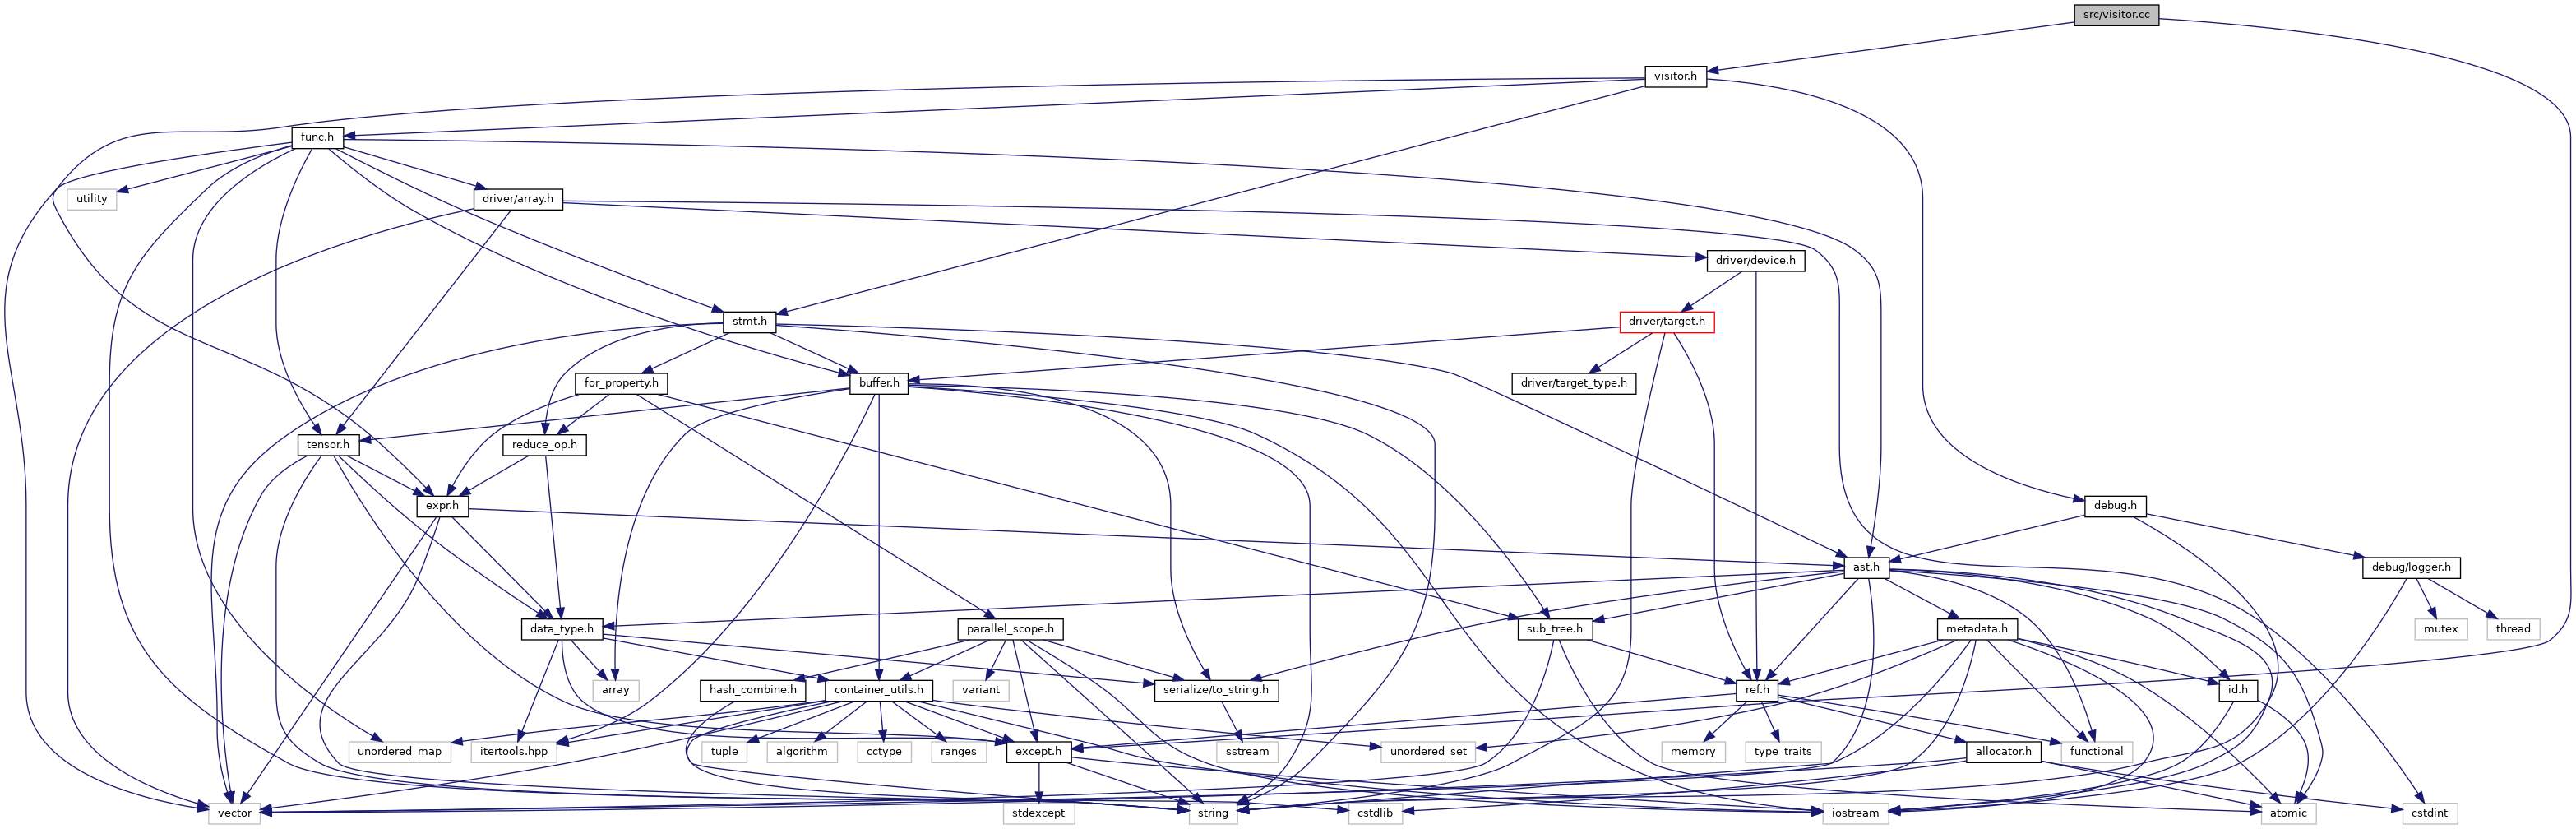 src/visitor.cc
visitor.h
func.h
utility
driver/array.h
driver/device.h
stmt.h
driver/target.h
for_property.h
buffer.h
driver/target_type.h
tensor.h
reduce_op.h
expr.h
debug.h
ast.h
debug/logger.h
data_type.h
parallel_scope.h
sub_tree.h
metadata.h
mutex
thread
array
hash_combine.h
container_utils.h
variant
serialize/to_string.h
ref.h
id.h
unordered_map
itertools.hpp
tuple
algorithm
cctype
ranges
except.h
sstream
unordered_set
memory
type_traits
allocator.h
functional
vector
stdexcept
string
cstdlib
iostream
atomic
cstdint